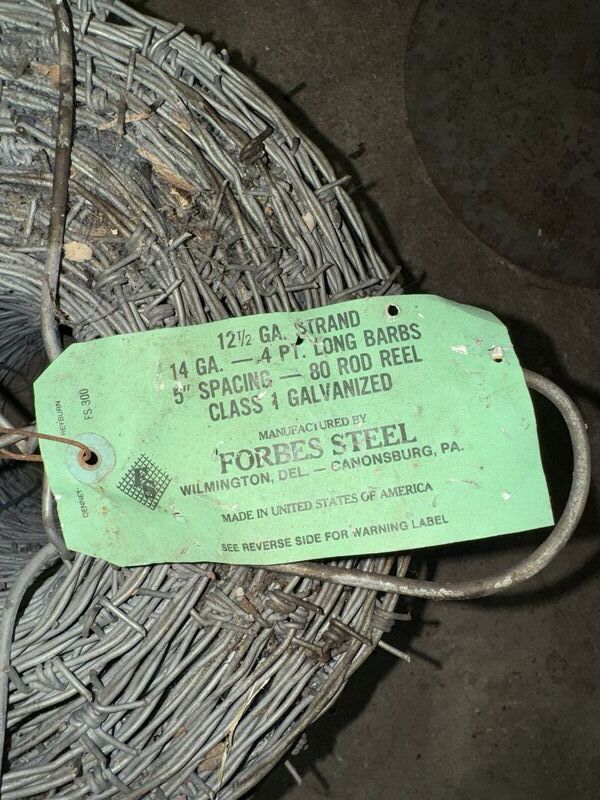 12½ GA. STRAND
14 GA. — 4 PT. LONG BARBS
5" SPACING — 80 ROD REEL
CLASS 1 GALVANIZED
MANUFACTURED BY
FORBES STEEL
WILMINGTON, DEL. — CANONSBURG, PA.
MADE IN UNITED STATES OF AMERICA
SEE REVERSE SIDE FOR WARNING LABEL
DENNEY REYBURN
FS 300
FS